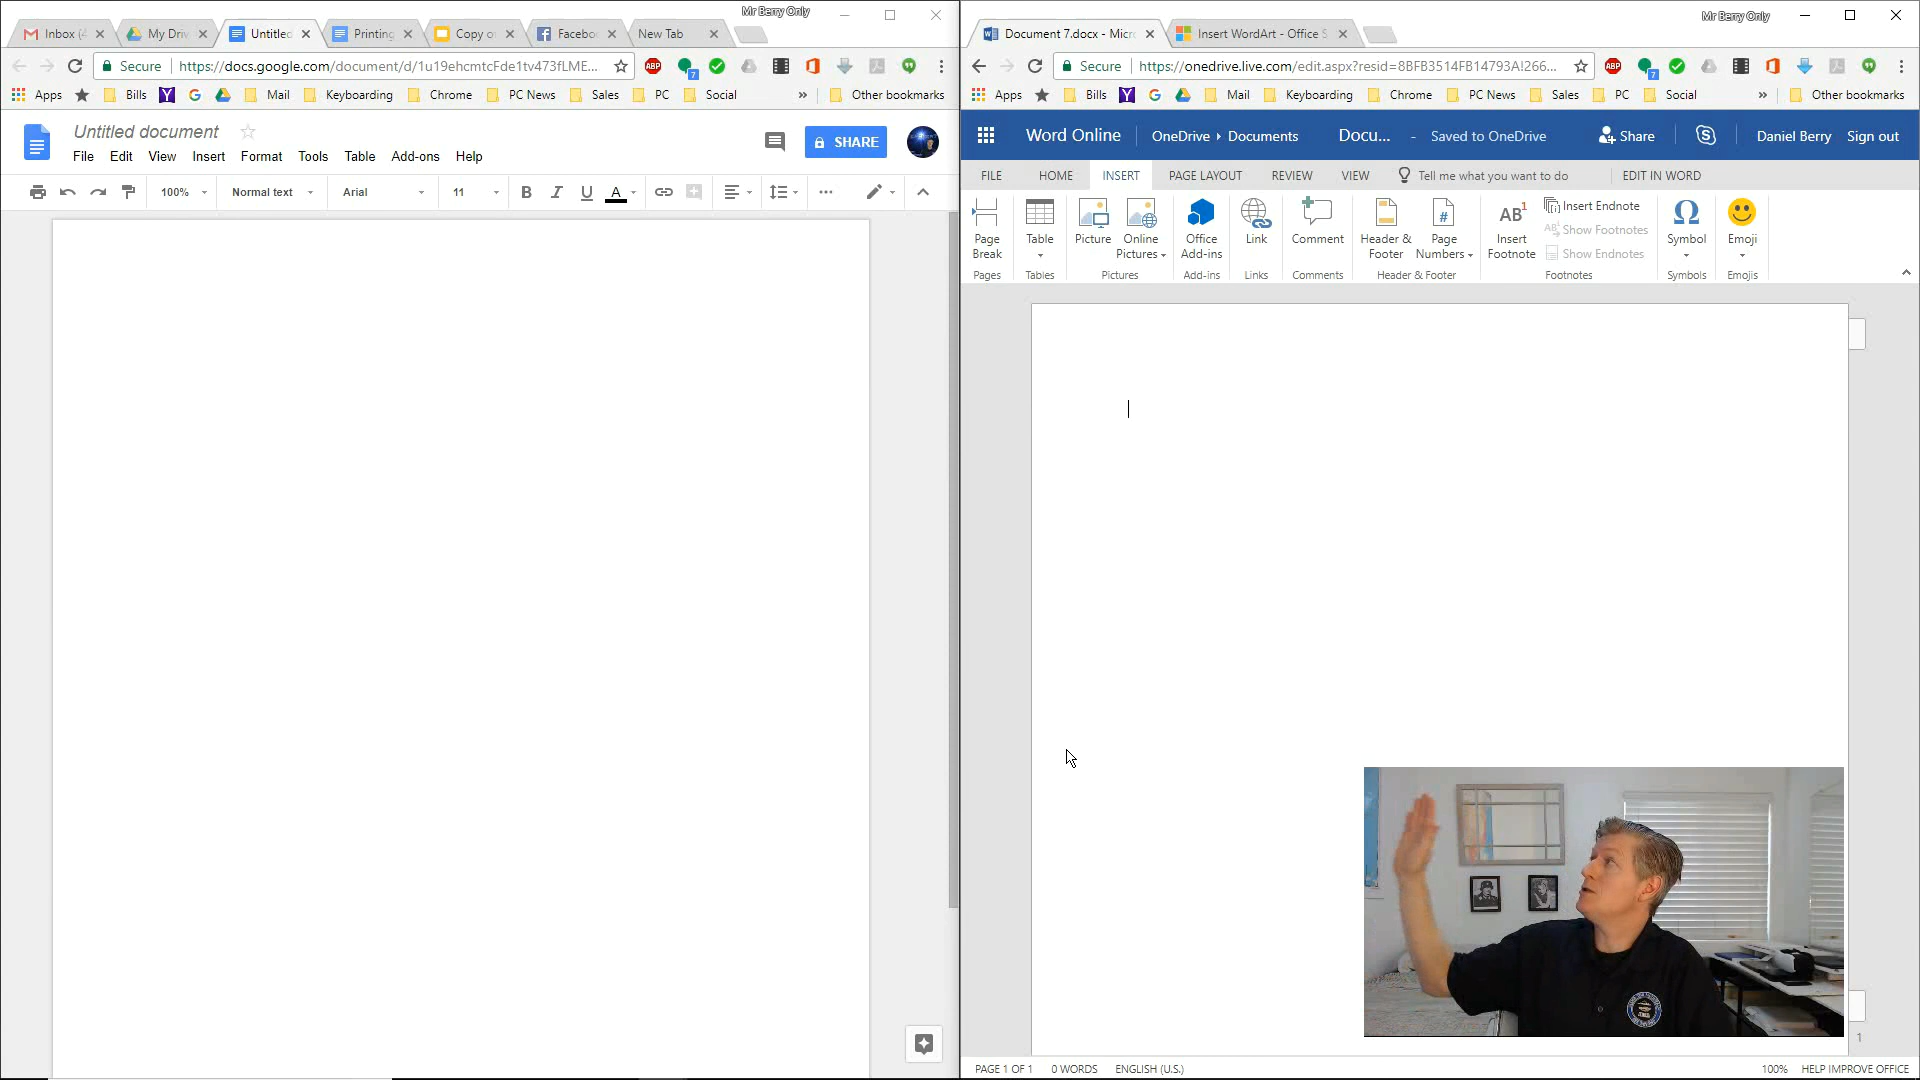 Mr Berry Only
Inbox (4
My Driv
Untitled
Printing
Copy o
Facebo
New Tab
Secure
https://docs.google.com/document/d/1u19ehcmtcFde1tv473fLME...
ABP
7
Apps
Bills
Y
G
Mail
Keyboarding
Chrome
PC News
Sales
PC
Social
»
Other bookmarks
Untitled document
SHARE
File Edit View Insert Format Tools Table Add-ons Help
100%
Normal text
Arial
11
B I U A
Mr Berry Only
Document 7.docx - Micr
Insert WordArt - Office S
Secure
https://onedrive.live.com/edit.aspx?resid=8BFB3514FB14793A!266...
ABP
7
Apps
Bills
Y
G
Mail
Keyboarding
Chrome
PC News
Sales
PC
Social
»
Other bookmarks
Word Online
OneDrive
Documents
Docu...
- Saved to OneDrive
Share
Daniel Berry
Sign out
FILE HOME INSERT PAGE LAYOUT REVIEW VIEW
Tell me what you want to do
EDIT IN WORD
Page Break
Table
Picture
Online Pictures
Office Add-ins
Link
Comment
Header & Footer
Page Numbers
AB1
Insert Footnote
Insert Endnote
Show Footnotes
Show Endnotes
Symbol
Emoji
Pages
Tables
Pictures
Add-ins
Links
Comments
Header & Footer
Footnotes
Symbols
Emojis
1
PAGE 1 OF 1
0 WORDS
ENGLISH (U.S.)
100%
HELP IMPROVE OFFICE